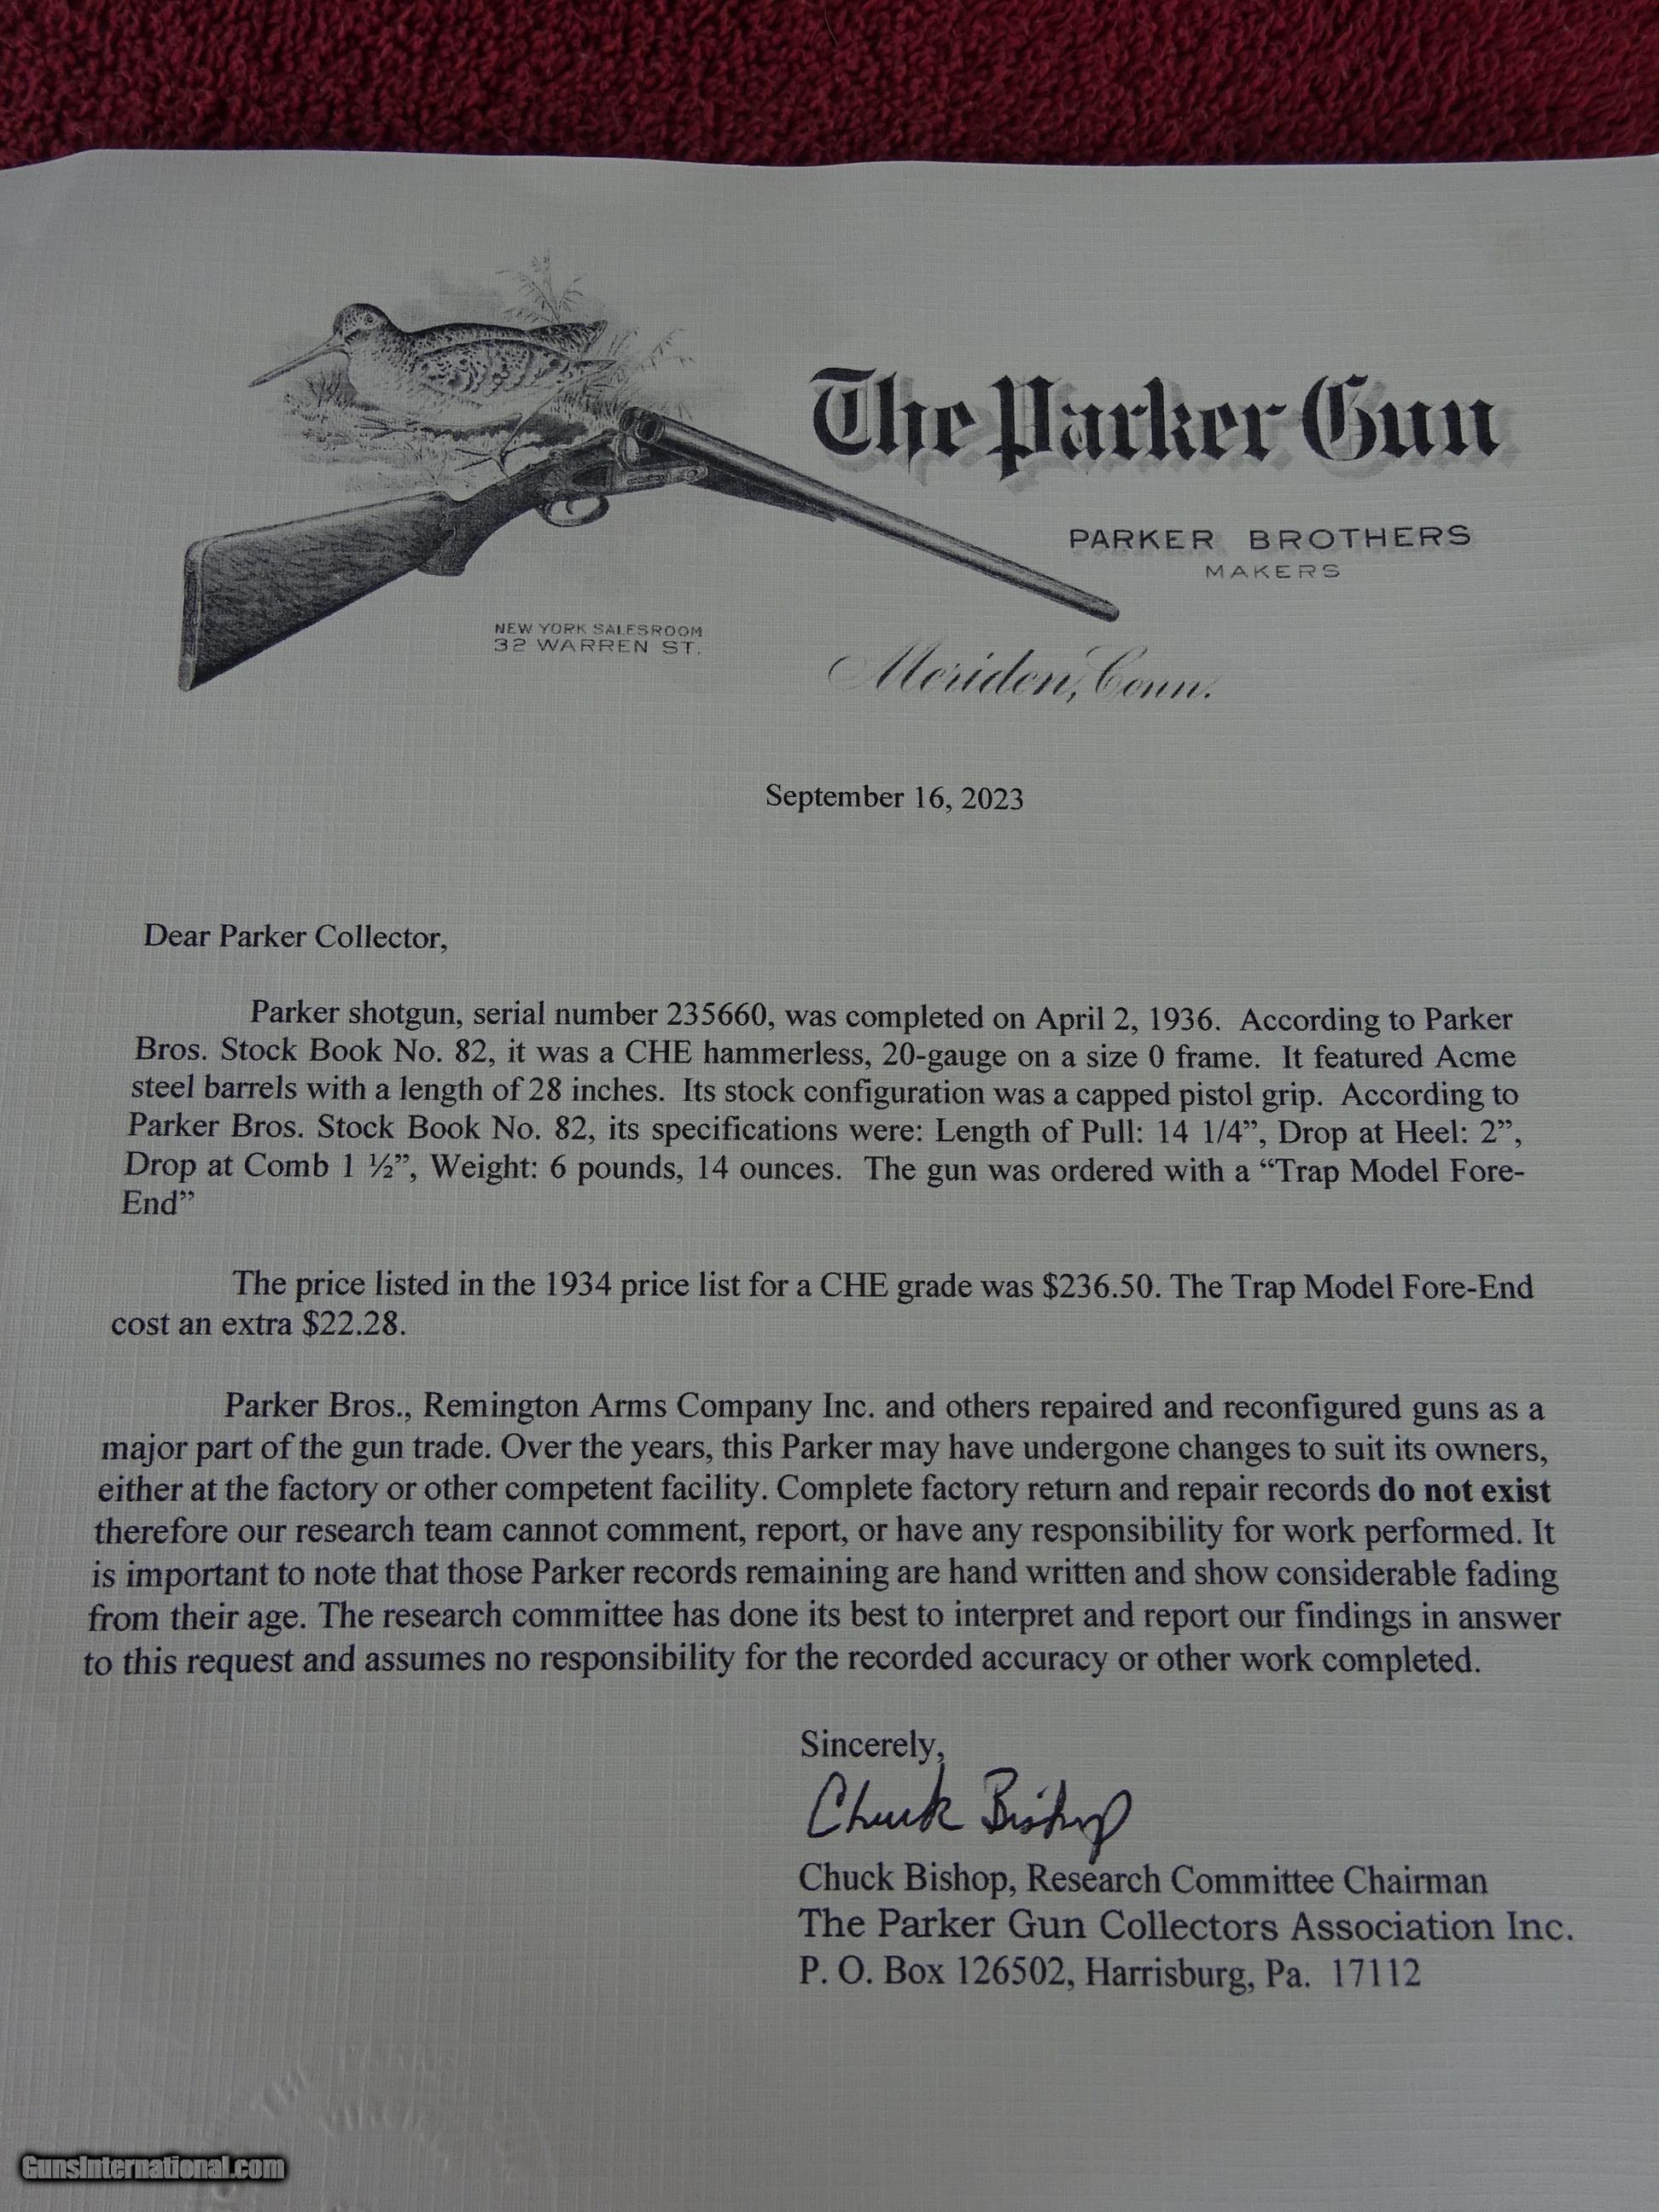 The Parker Gun
PARKER BROTHERS
MAKERS
NEW YORK SALESROOM
32 WARREN ST.
Meriden, Conn.
September 16, 2023
Dear Parker Collector,
Parker shotgun, serial number 235660, was completed on April 2, 1936. According to Parker
Bros. Stock Book No. 82, it was a CHE hammerless, 20-gauge on a size 0 frame. It featured Acme
steel barrels with a length of 28 inches. Its stock configuration was a capped pistol grip. According to
Parker Bros. Stock Book No. 82, its specifications were: Length of Pull: 14 1/4”, Drop at Heel: 2”,
Drop at Comb 1 ½”, Weight: 6 pounds, 14 ounces. The gun was ordered with a “Trap Model Fore-
End”
The price listed in the 1934 price list for a CHE grade was $236.50. The Trap Model Fore-End
cost an extra $22.28.
Parker Bros., Remington Arms Company Inc. and others repaired and reconfigured guns as a
major part of the gun trade. Over the years, this Parker may have undergone changes to suit its owners,
either at the factory or other competent facility. Complete factory return and repair records do not exist
therefore our research team cannot comment, report, or have any responsibility for work performed. It
is important to note that those Parker records remaining are hand written and show considerable fading
from their age. The research committee has done its best to interpret and report our findings in answer
to this request and assumes no responsibility for the recorded accuracy or other work completed.
Sincerely,
Chuck Bishop
Chuck Bishop, Research Committee Chairman
The Parker Gun Collectors Association Inc.
P. O. Box 126502, Harrisburg, Pa. 17112
THE PARKE
GunsInternational.com